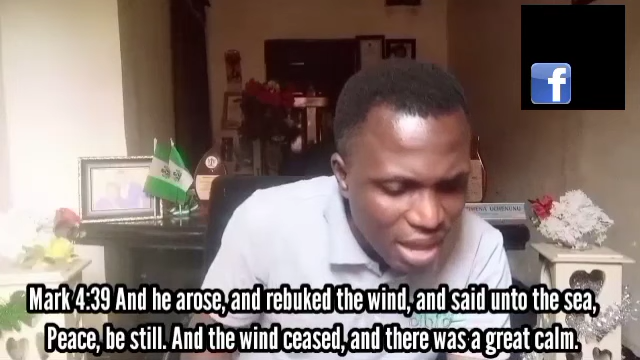 f
Mark 4:39 And he arose, and rebuked the wind, and said unto the sea,
Peace, be still. And the wind ceased, and there was a great calm.